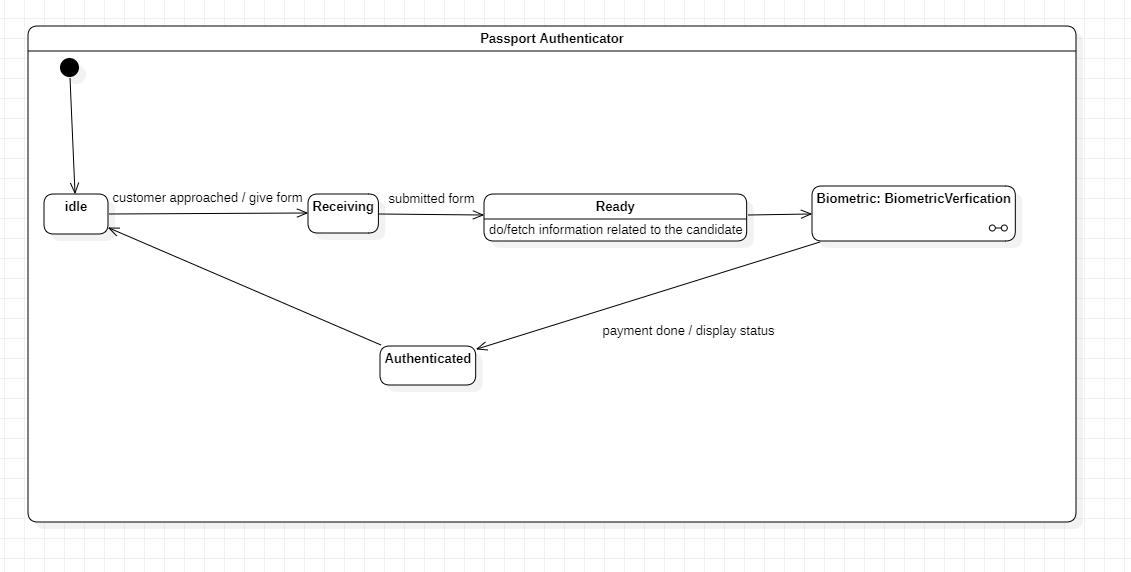 Passport Authenticator
customer approached / give form
submitted form
idle
Receiving
Ready
Biometric: BiometricVerfication
do/fetch information related to the candidate
payment done / display status
Authenticated